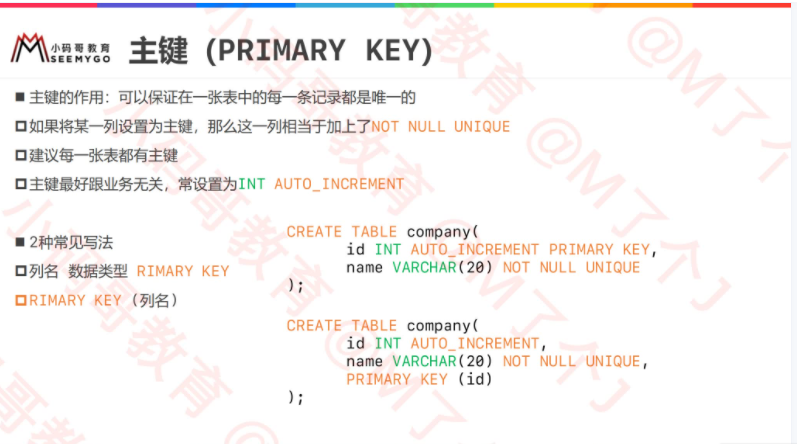 小码哥教育
SEEMYGO
主键 (PRIMARY KEY)
■ 主键的作用：可以保证在一张表中的每一条记录都是唯一的
如果将某一列设置为主键，那么这一列相当于加上了NOT NULL UNIQUE
建议每一张表都有主键
主键最好跟业务无关，常设置为INT AUTO_INCREMENT
■ 2种常见写法
列名 数据类型 RIMARY KEY
RIMARY KEY (列名)
CREATE TABLE company(
id INT AUTO_INCREMENT PRIMARY KEY,
name VARCHAR(20) NOT NULL UNIQUE
);
CREATE TABLE company(
id INT AUTO_INCREMENT,
name VARCHAR(20) NOT NULL UNIQUE,
PRIMARY KEY (id)
);
小码哥教育 @M了个J